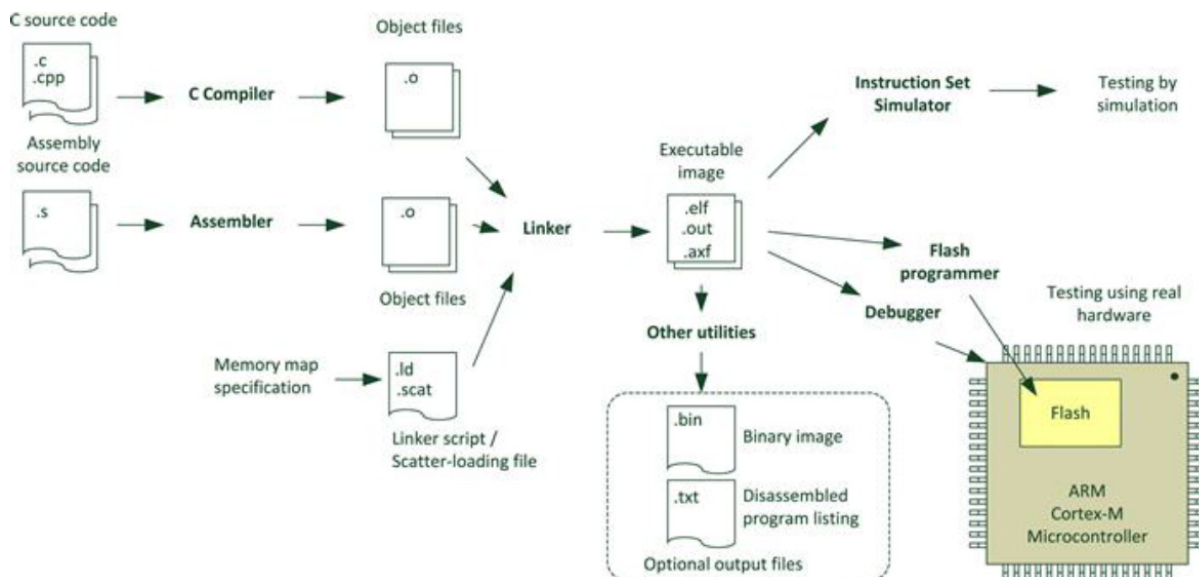 C source code
.c
.cpp
C Compiler
Object files
.o
Assembly
source code
.s
Assembler
.o
Object files
Linker
Memory map
specification
.ld
.scat
Linker script /
Scatter-loading file
Executable
image
.elf
.out
.axf
Instruction Set
Simulator
Testing by
simulation
Flash
programmer
Debugger
Testing using real
hardware
Other utilities
.bin
Binary image
.txt
Disassembled
program listing
Optional output files
Flash
ARM
Cortex-M
Microcontroller